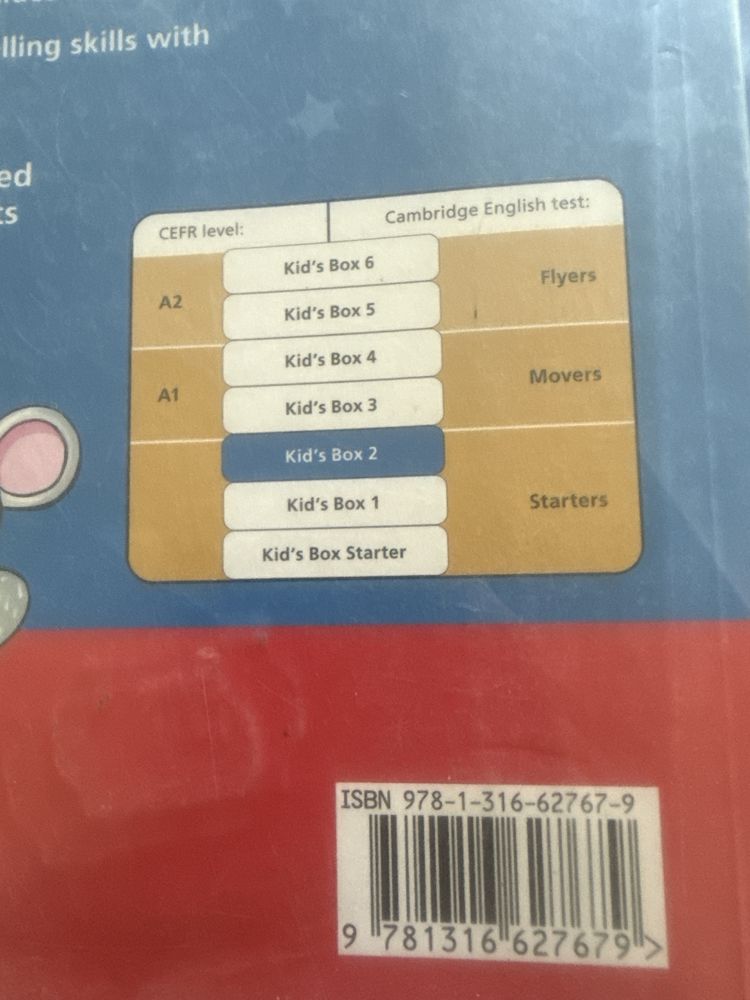 lling skills with
ed
ts
CEFR level:
Cambridge English test:
Kid's Box 6
Flyers
A2
Kid's Box 5
Kid's Box 4
Movers
A1
Kid's Box 3
Kid's Box 2
Kid's Box 1
Starters
Kid's Box Starter
ISBN 978-1-316-62767-9
9 781316 627679 >